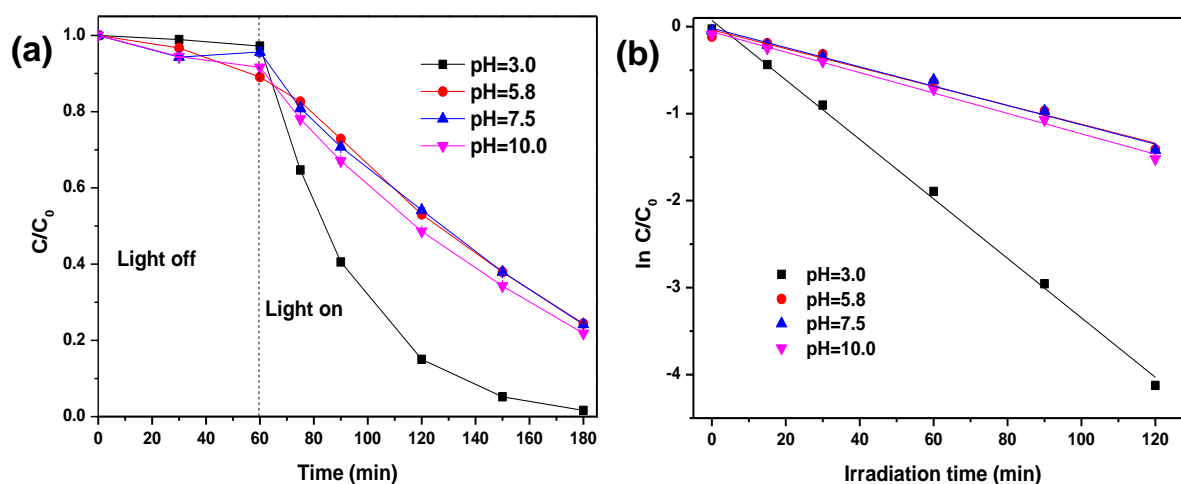 (a)
1.0
0.8
0.6
0.4
0.2
0.0
C/C0
pH=3.0
pH=5.8
pH=7.5
pH=10.0
Light off
Light on
0 20 40 60 80 100 120 140 160 180
Time (min)
(b)
0
-1
-2
-3
-4
ln C/C0
pH=3.0
pH=5.8
pH=7.5
pH=10.0
0 20 40 60 80 100 120
Irradiation time (min)